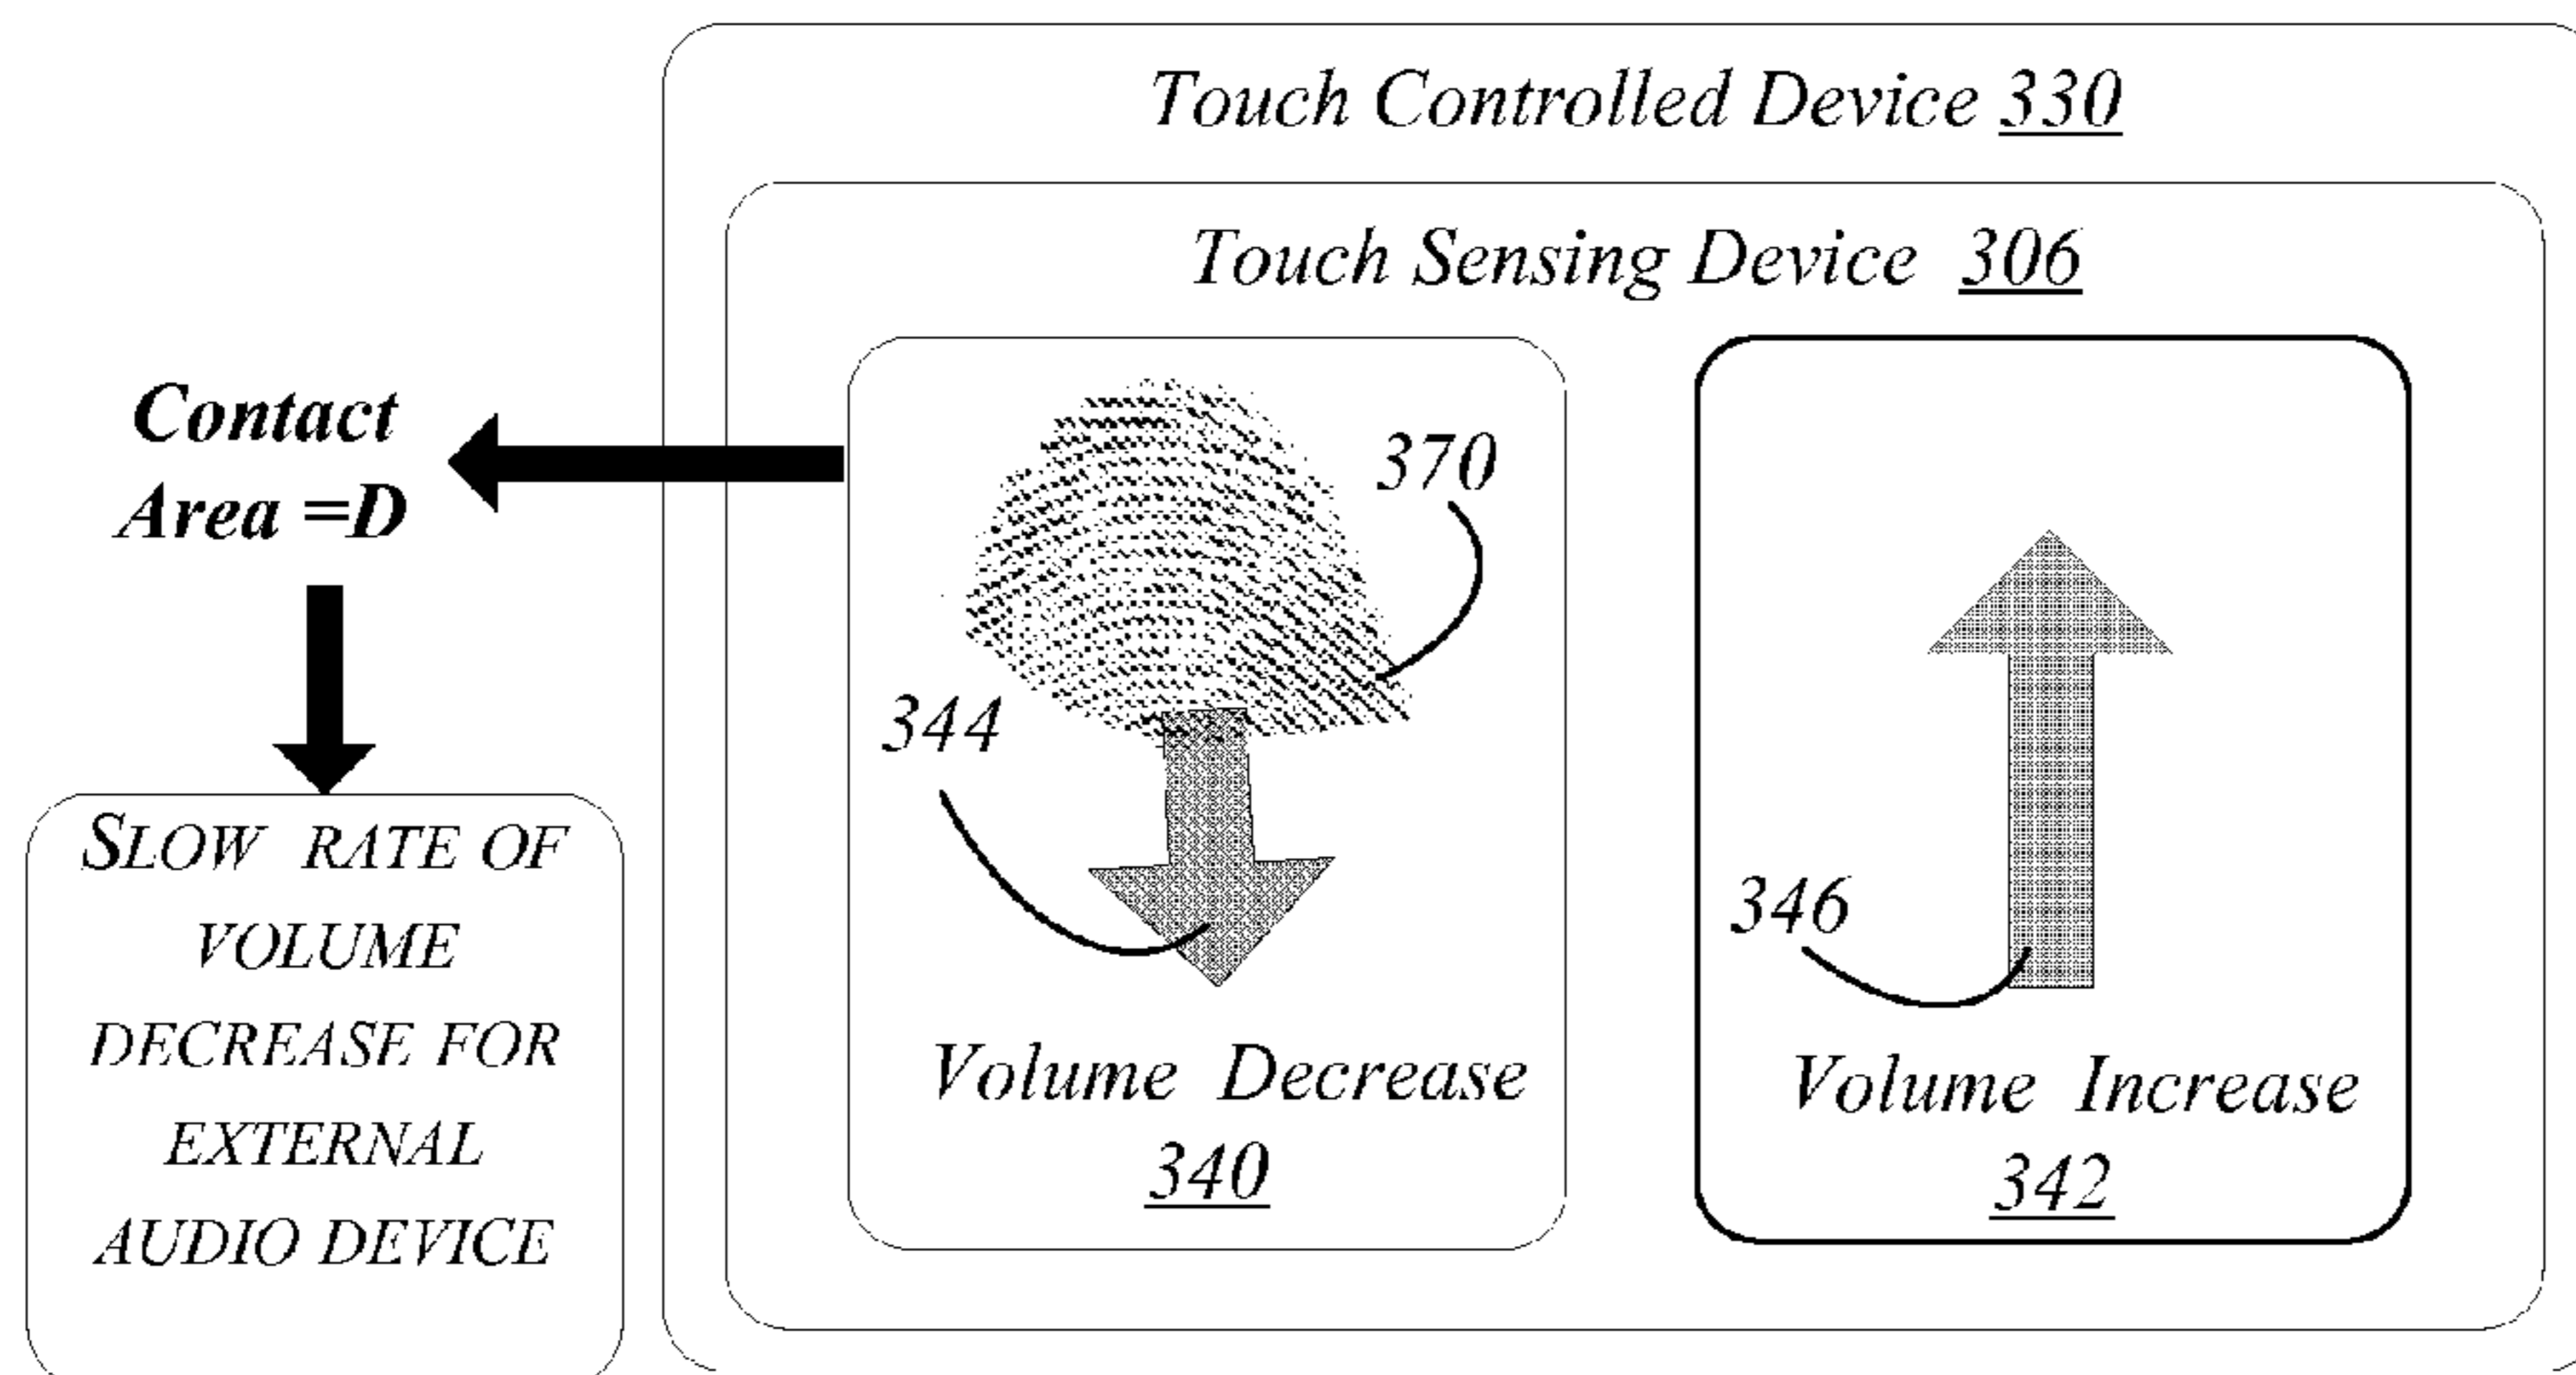 Touch Controlled Device 330
Touch Sensing Device 306
Contact
Area =D
370
344
346
SLOW RATE OF
VOLUME
DECREASE FOR
EXTERNAL
AUDIO DEVICE
Volume Decrease
340
Volume Increase
342